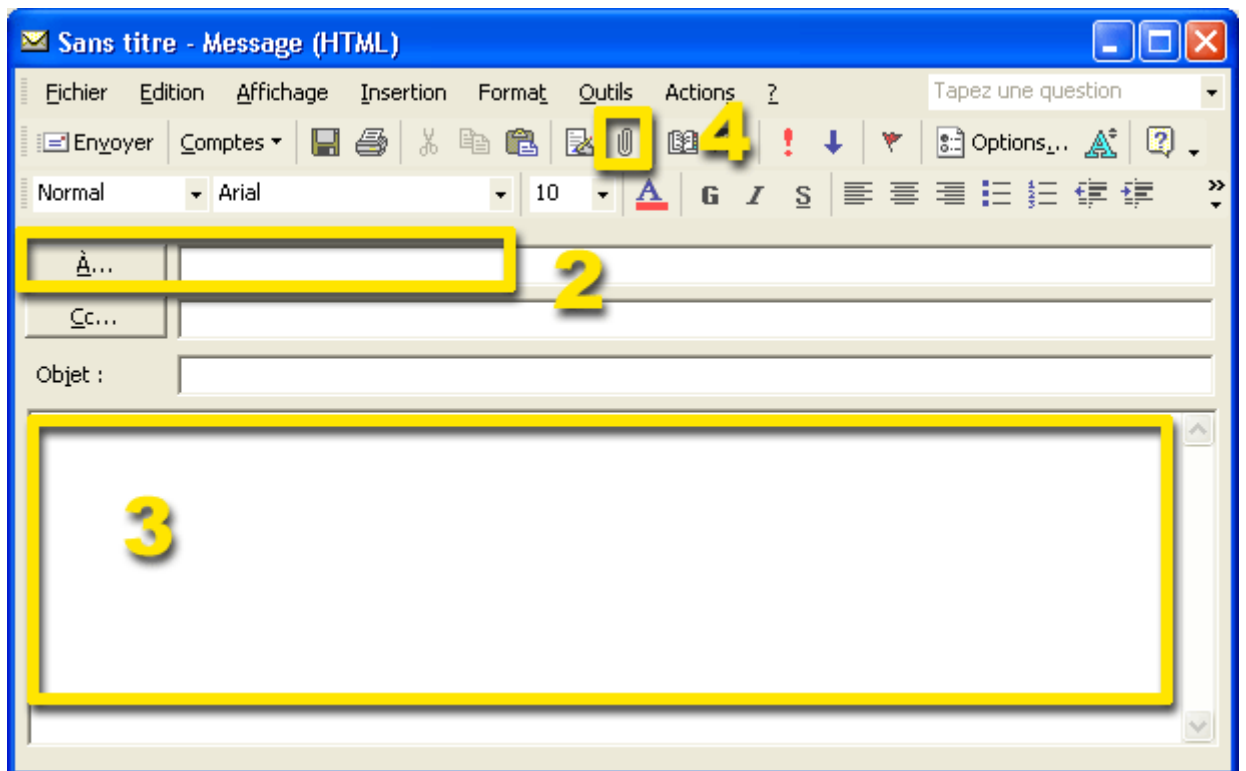 Sans titre - Message (HTML)
Fichier Edition Affichage Insertion Format Outils Actions ? Tapez une question
Envoyer Comptes 4 Options... A ?
Normal Arial 10 A G I S
À... 2
Cc...
Objet :
3